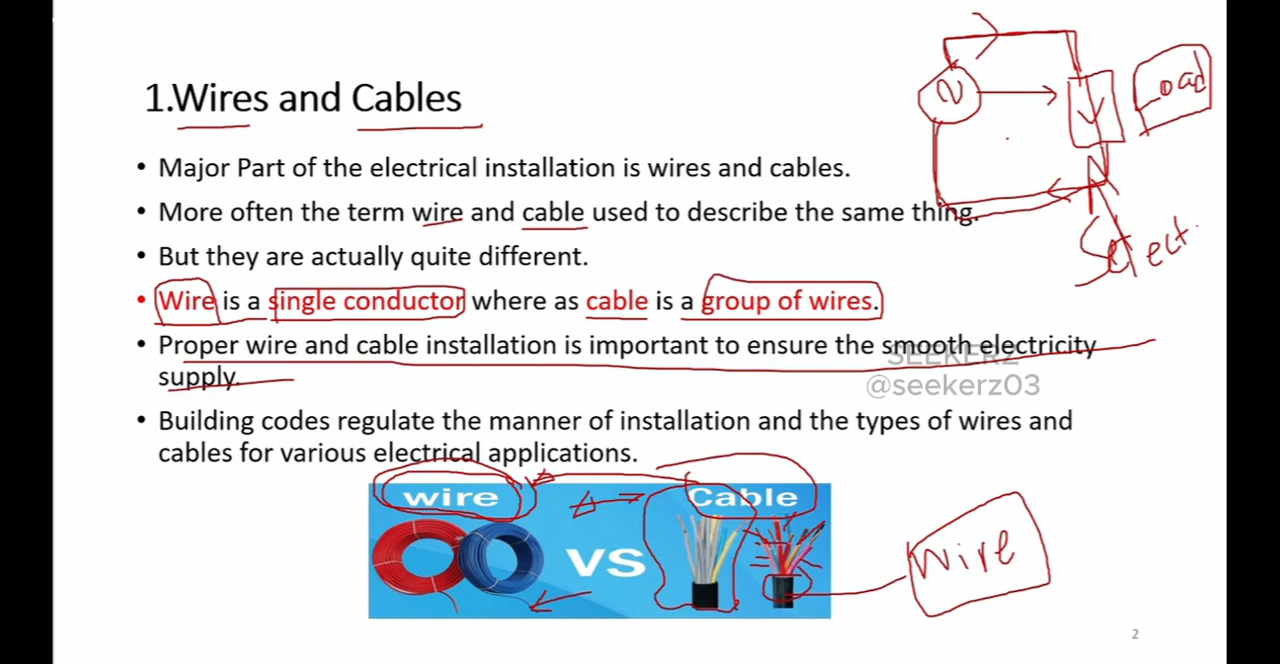 1.Wires and Cables
• Major Part of the electrical installation is wires and cables.
• More often the term wire and cable used to describe the same thing.
• But they are actually quite different.
• Wire is a single conductor where as cable is a group of wires.
• Proper wire and cable installation is important to ensure the smooth electricity
supply.
• Building codes regulate the manner of installation and the types of wires and
cables for various electrical applications.
Load
Select.
SEEKERZ
@seekerz03
wire
Cable
VS
Wire
2